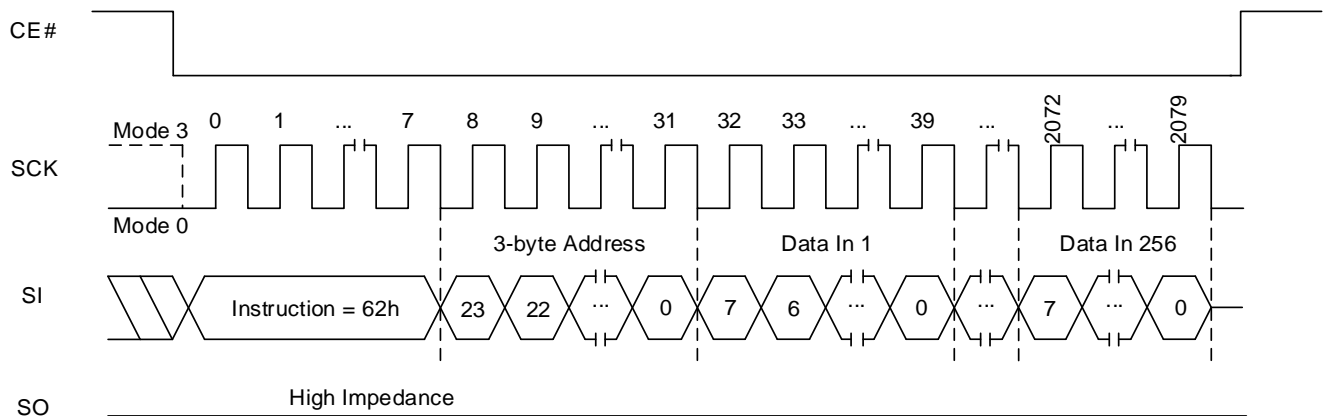 CE#
0 1 ... 7 8 9 ... 31 32 33 ... 39 ... 2072 ... 2079
Mode 3
SCK
Mode 0
3-byte Address Data In 1 Data In 256
SI Instruction = 62h 23 22 ... 0 7 6 ... 0 ... 7 ... 0
High Impedance
SO